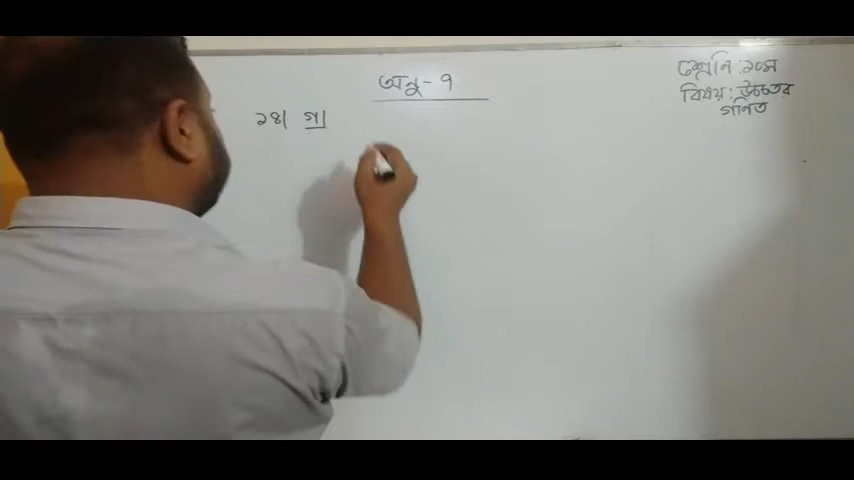 অনু - ৭
শ্রেনি : ১০ম
বিষয় : উচ্চতর
গনিত
১৪। গ।